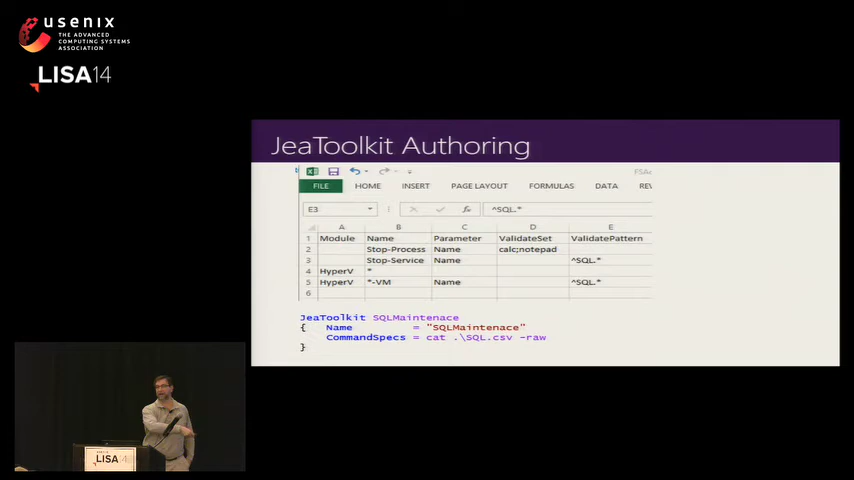 usenix
THE ADVANCED
COMPUTING SYSTEMS
ASSOCIATION
LISA14
JeaToolkit Authoring
FILE HOME INSERT PAGE LAYOUT FORMULAS DATA
E3 fx ^SQL.*
A B C D E
1 Module Name Parameter ValidateSet ValidatePattern
2 Stop-Process Name calc;notepad
3 Stop-Service Name ^SQL.*
4 HyperV *
5 HyperV *-VM Name ^SQL.*
6
JeaToolkit SQLMaintenace
{ Name = "SQLMaintenace"
CommandSpecs = cat .\SQL.csv -raw
}
LISA14